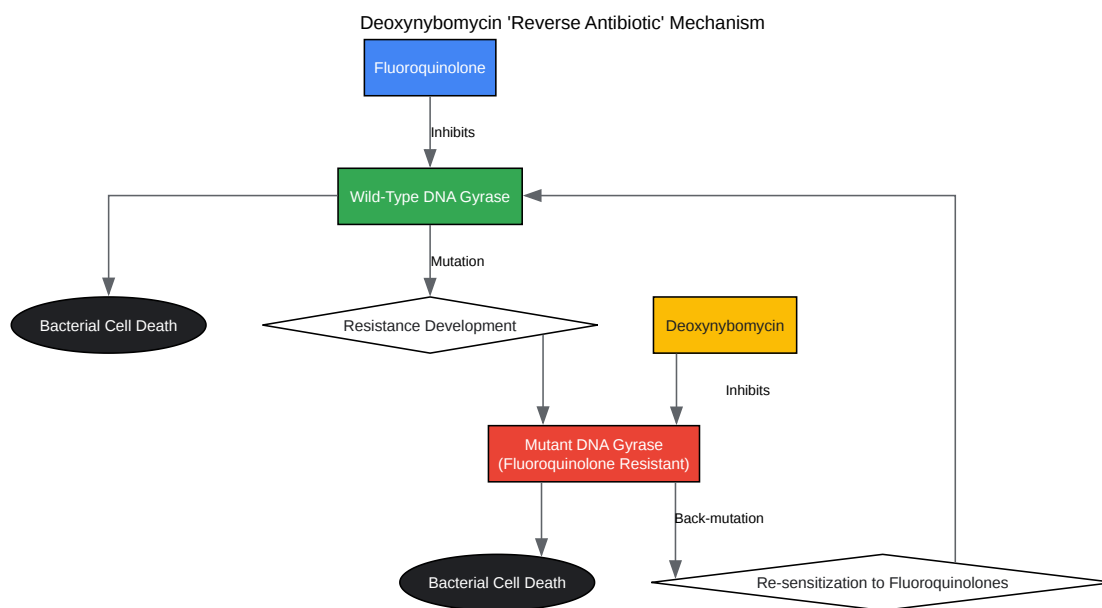 Deoxynybomycin 'Reverse Antibiotic' Mechanism
Fluoroquinolone
Inhibits
Wild-Type DNA Gyrase
Mutation
Bacterial Cell Death
Resistance Development
Deoxynybomycin
Inhibits
Mutant DNA Gyrase
(Fluoroquinolone Resistant)
Back-mutation
Bacterial Cell Death
Re-sensitization to Fluoroquinolones